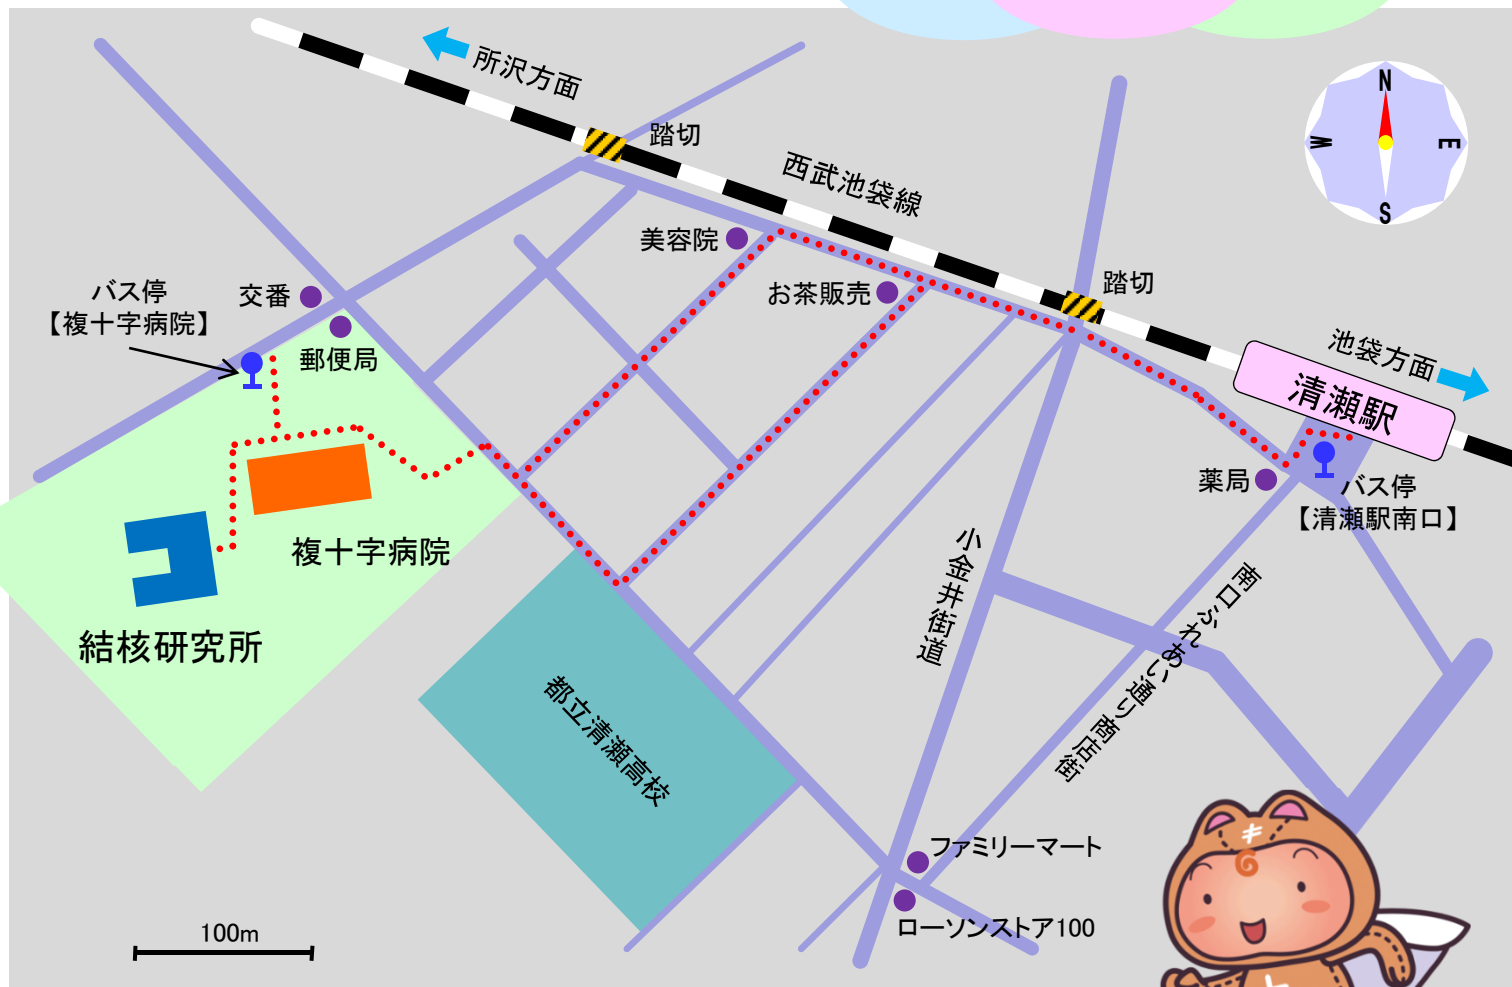 所沢方面
踏切
西武池袋線
N
E
S
W
美容院
お茶販売
踏切
バス停
【複十字病院】
交番
郵便局
池袋方面
清瀬駅
薬局
バス停
【清瀬駅南口】
複十字病院
結核研究所
小金井街道
南口ふれあい通り商店街
都立清瀬高校
ファミリーマート
ローソンストア100
100m